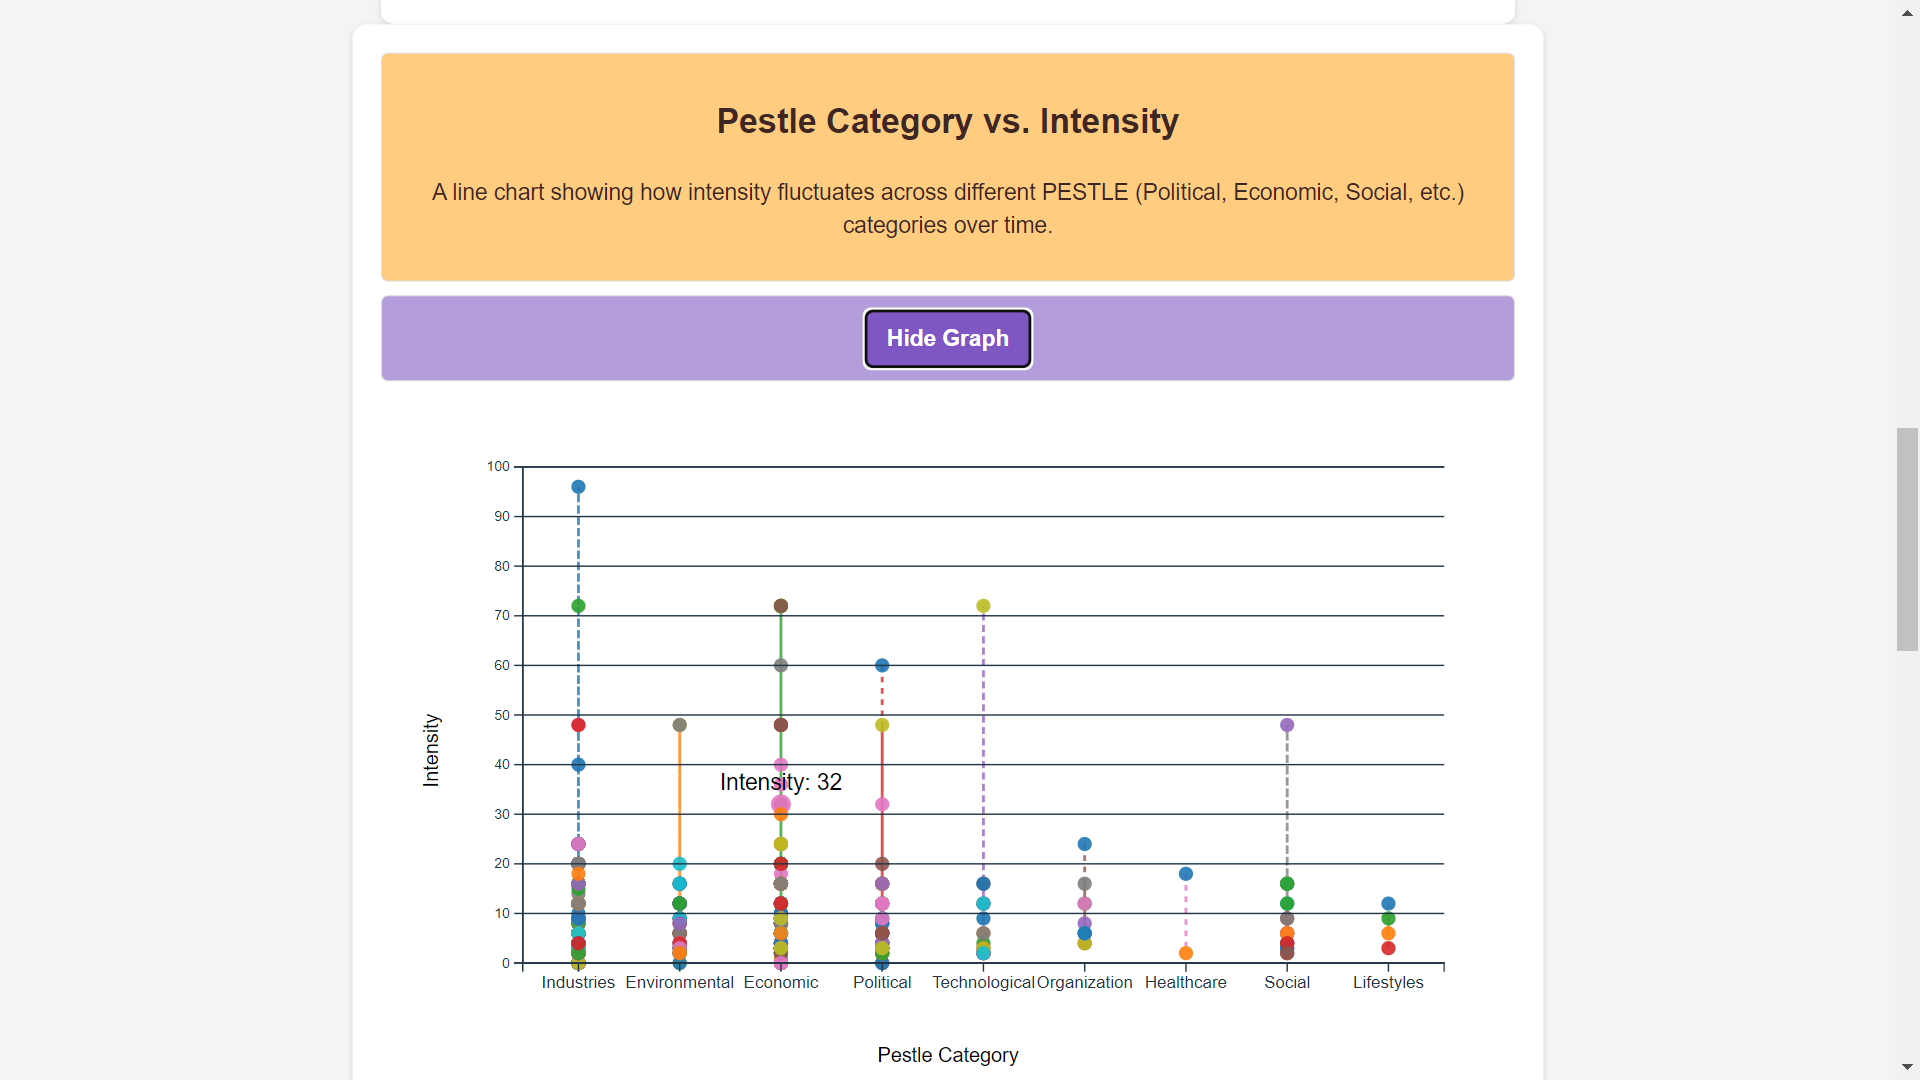 Pestle Category vs. Intensity
A line chart showing how intensity fluctuates across different PESTLE (Political, Economic, Social, etc.)
categories over time.
Hide Graph
100
90
80
70
60
50
40
30
20
10
0
Intensity
Intensity: 32
Industries Environmental Economic Political Technological Organization Healthcare Social Lifestyles
Pestle Category